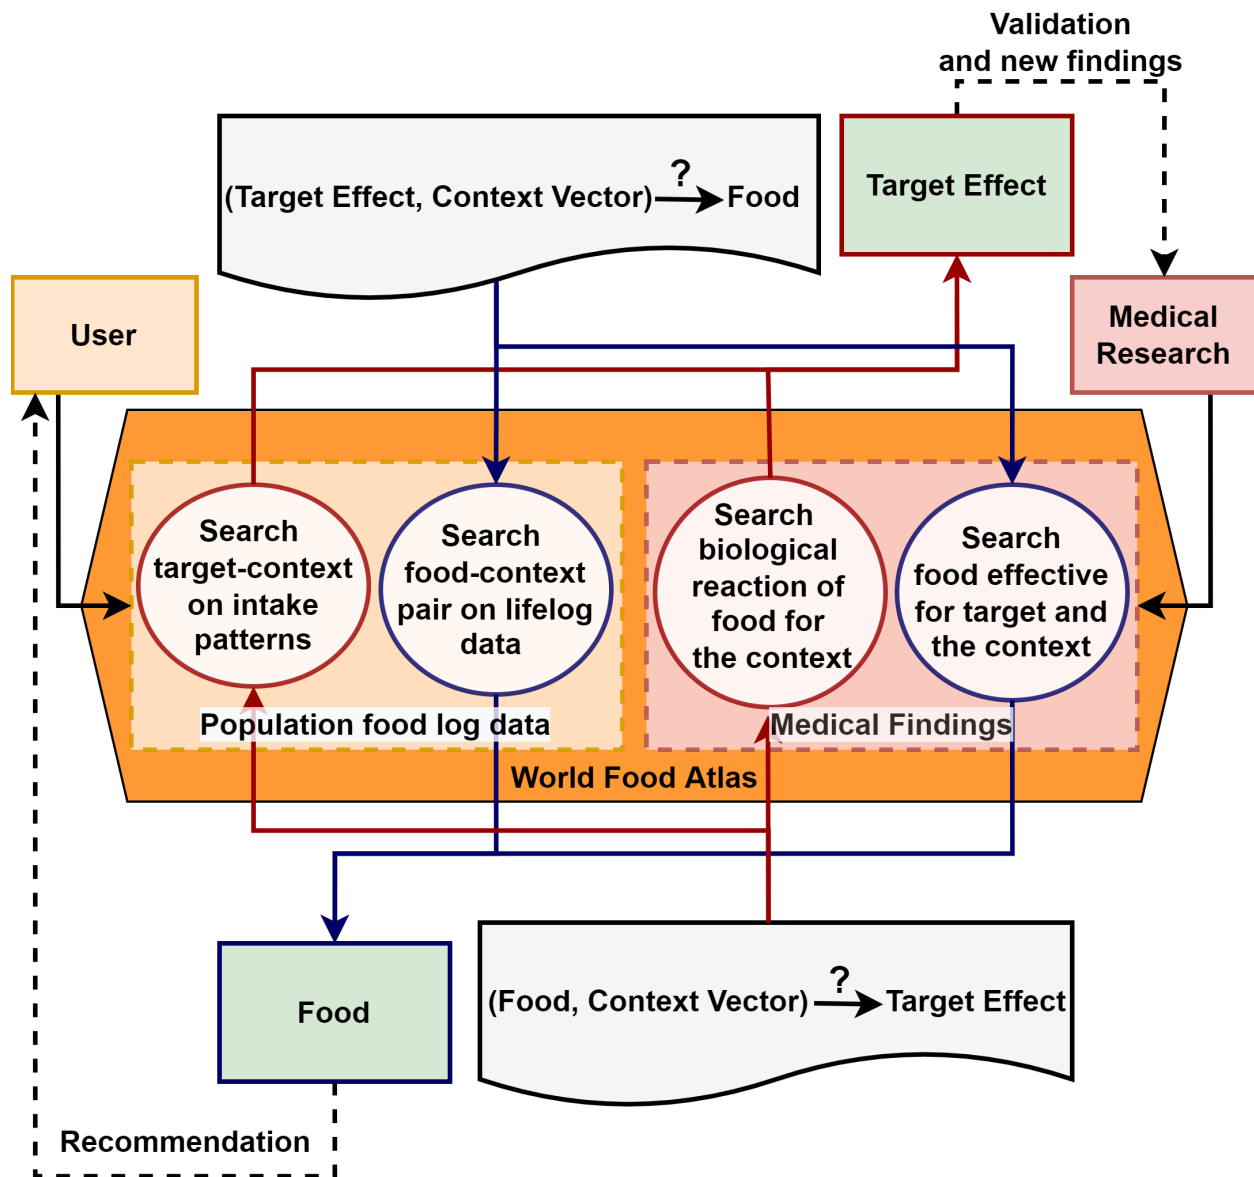 Validation
and new findings
?
(Target Effect, Context Vector) Food
Target Effect
User
Medical
Research
Search
target-context
on intake
patterns
Search
food-context
pair on lifelog
data
Search
biological
reaction of
food for
the context
Search
food effective
for target and
the context
Population food log data
Medical Findings
World Food Atlas
Food
?
(Food, Context Vector) Target Effect
Recommendation